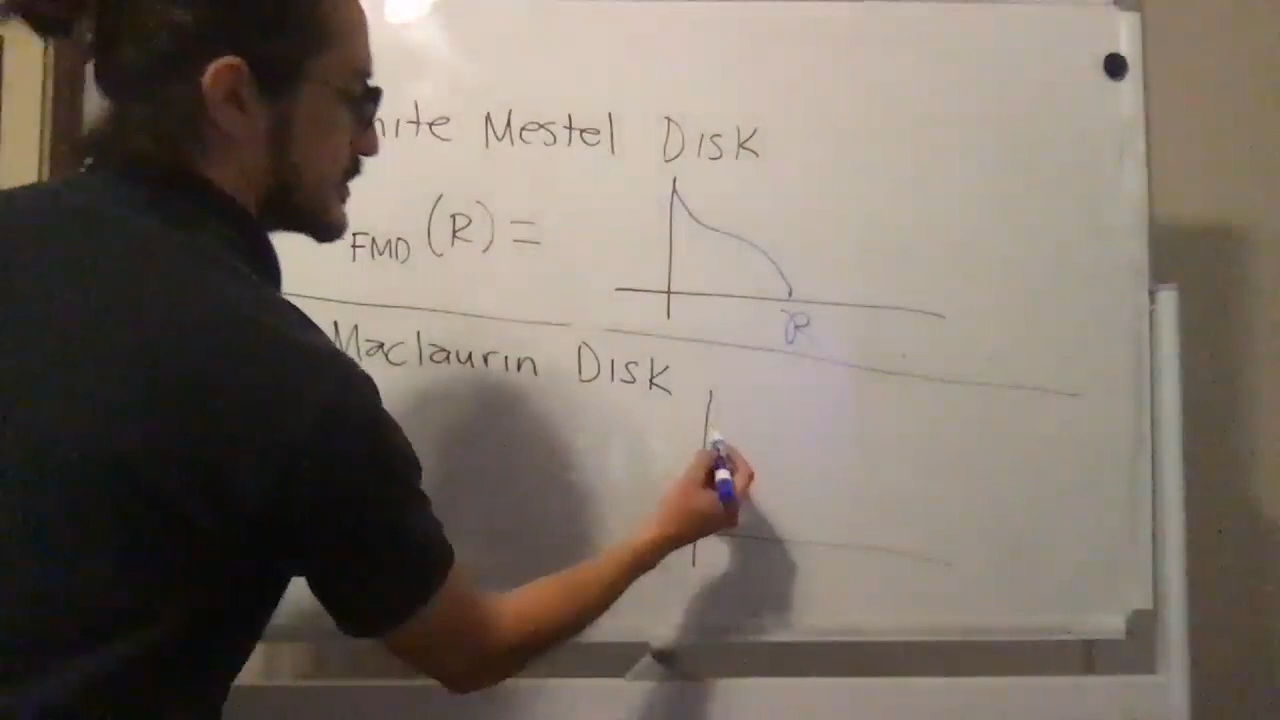 nite Mestel Disk
FMD (R) =
R
Maclaurin Disk